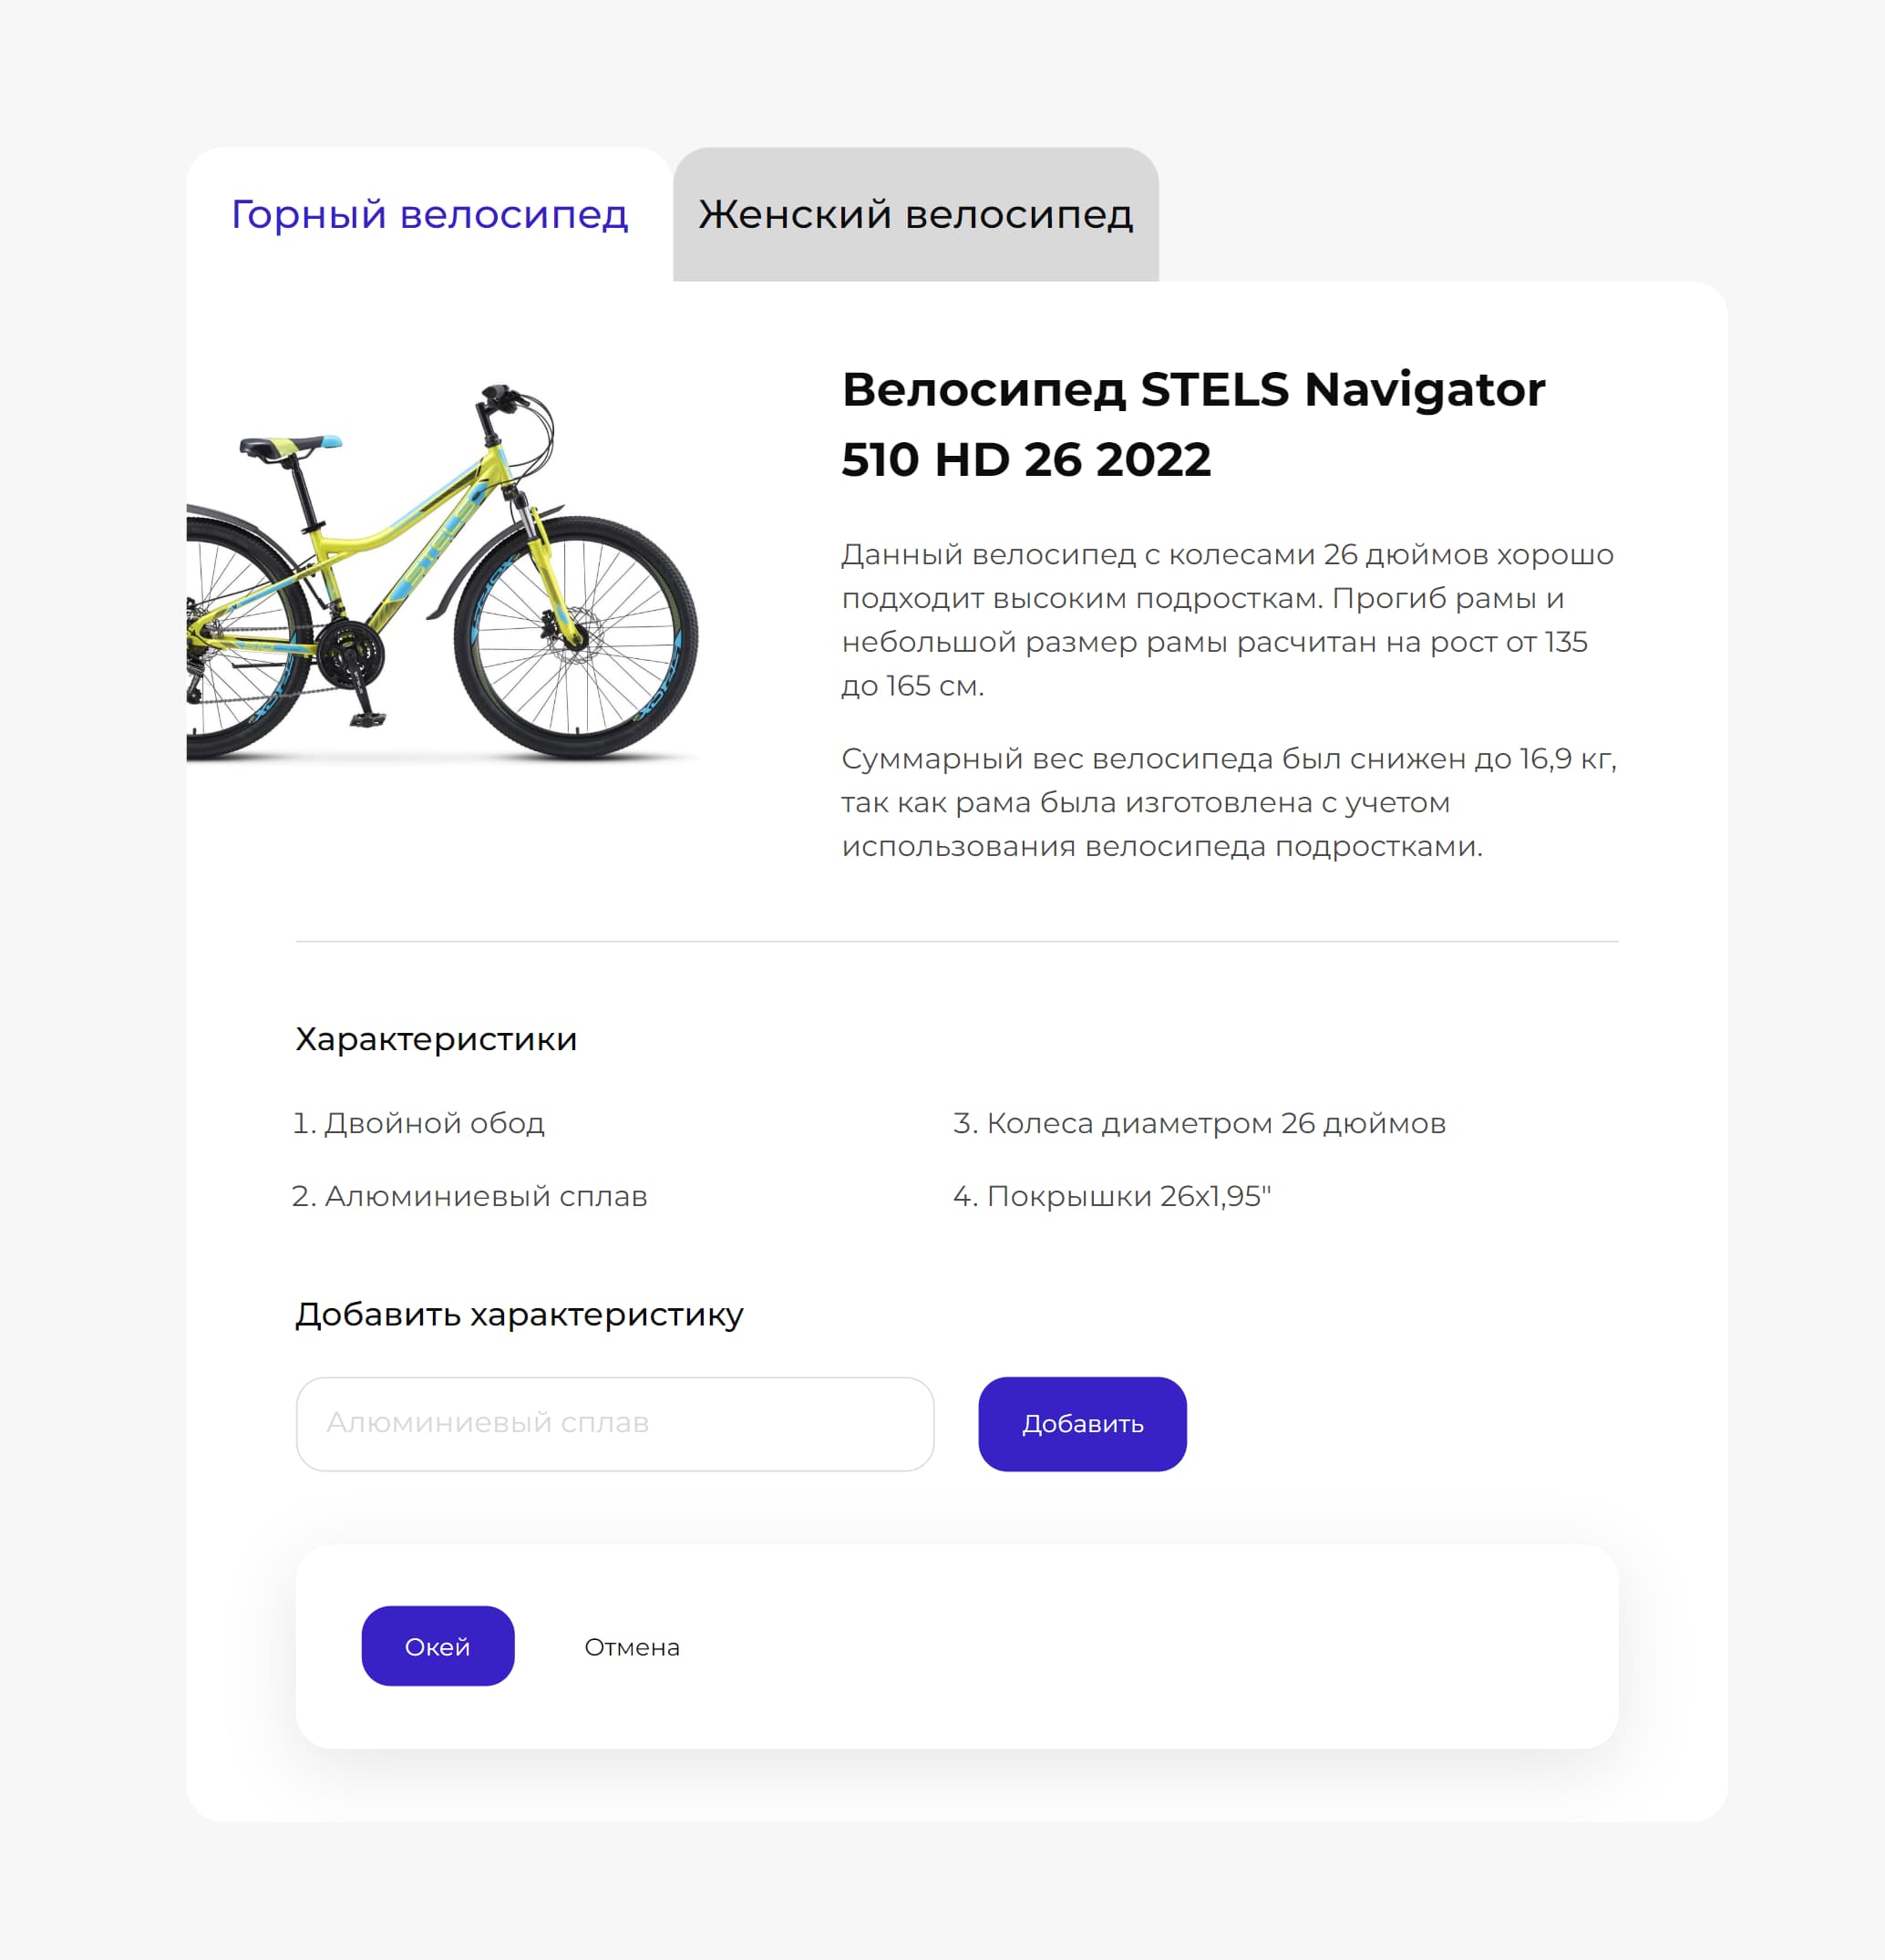 Горный велосипед
Женский велосипед
Велосипед STELS Navigator
510 HD 26 2022
STELS
Данный велосипед с колесами 26 дюймов хорошо
подходит высоким подросткам. Прогиб рамы и
небольшой размер рамы расчитан на рост от 135
до 165 см.
Суммарный вес велосипеда был снижен до 16,9 кг,
так как рама была изготовлена с учетом
использования велосипеда подростками.
Характеристики
1. Двойной обод
2. Алюминиевый сплав
3. Колеса диаметром 26 дюймов
4. Покрышки 26х1,95"
Добавить характеристику
Алюминиевый сплав
Добавить
Окей
Отмена